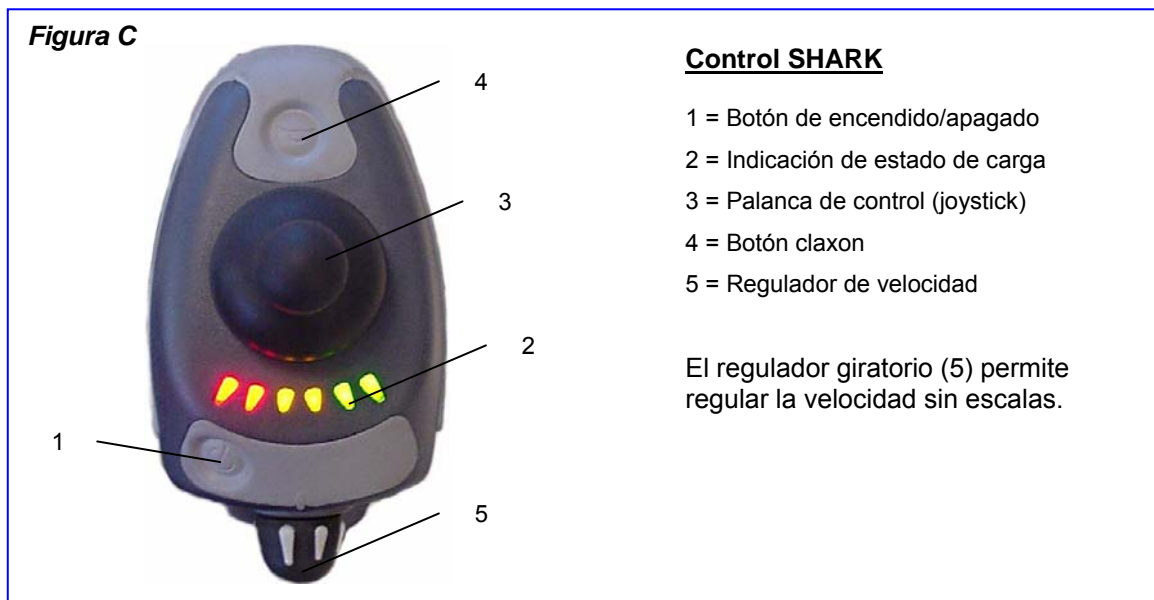 Figura C
Control SHARK
4
1 = Botón de encendido/apagado
2 = Indicación de estado de carga
3
3 = Palanca de control (joystick)
4 = Botón claxon
5 = Regulador de velocidad
2
El regulador giratorio (5) permite
regular la velocidad sin escalas.
1
5